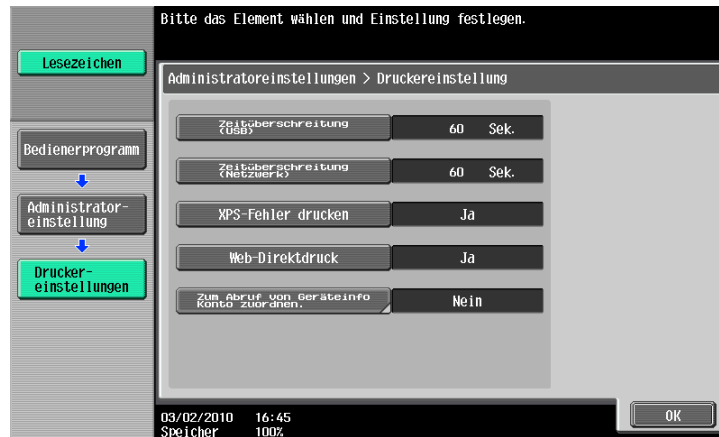 Bitte das Element wählen und Einstellung festlegen.
Lesezeichen
Administratoreinstellungen > Druckereinstellung
Bedienerprogramm
Administrator-
einstellung
Drucker-
einstellungen
Zeitüberschreitung
(USB)
60 Sek.
Zeitüberschreitung
(Netzwerk)
60 Sek.
XPS-Fehler drucken
Ja
Web-Direktdruck
Ja
Zum Abruf von Geräteinfo
Konto zuordnen.
Nein
03/02/2010 16:45
Speicher 100%
OK